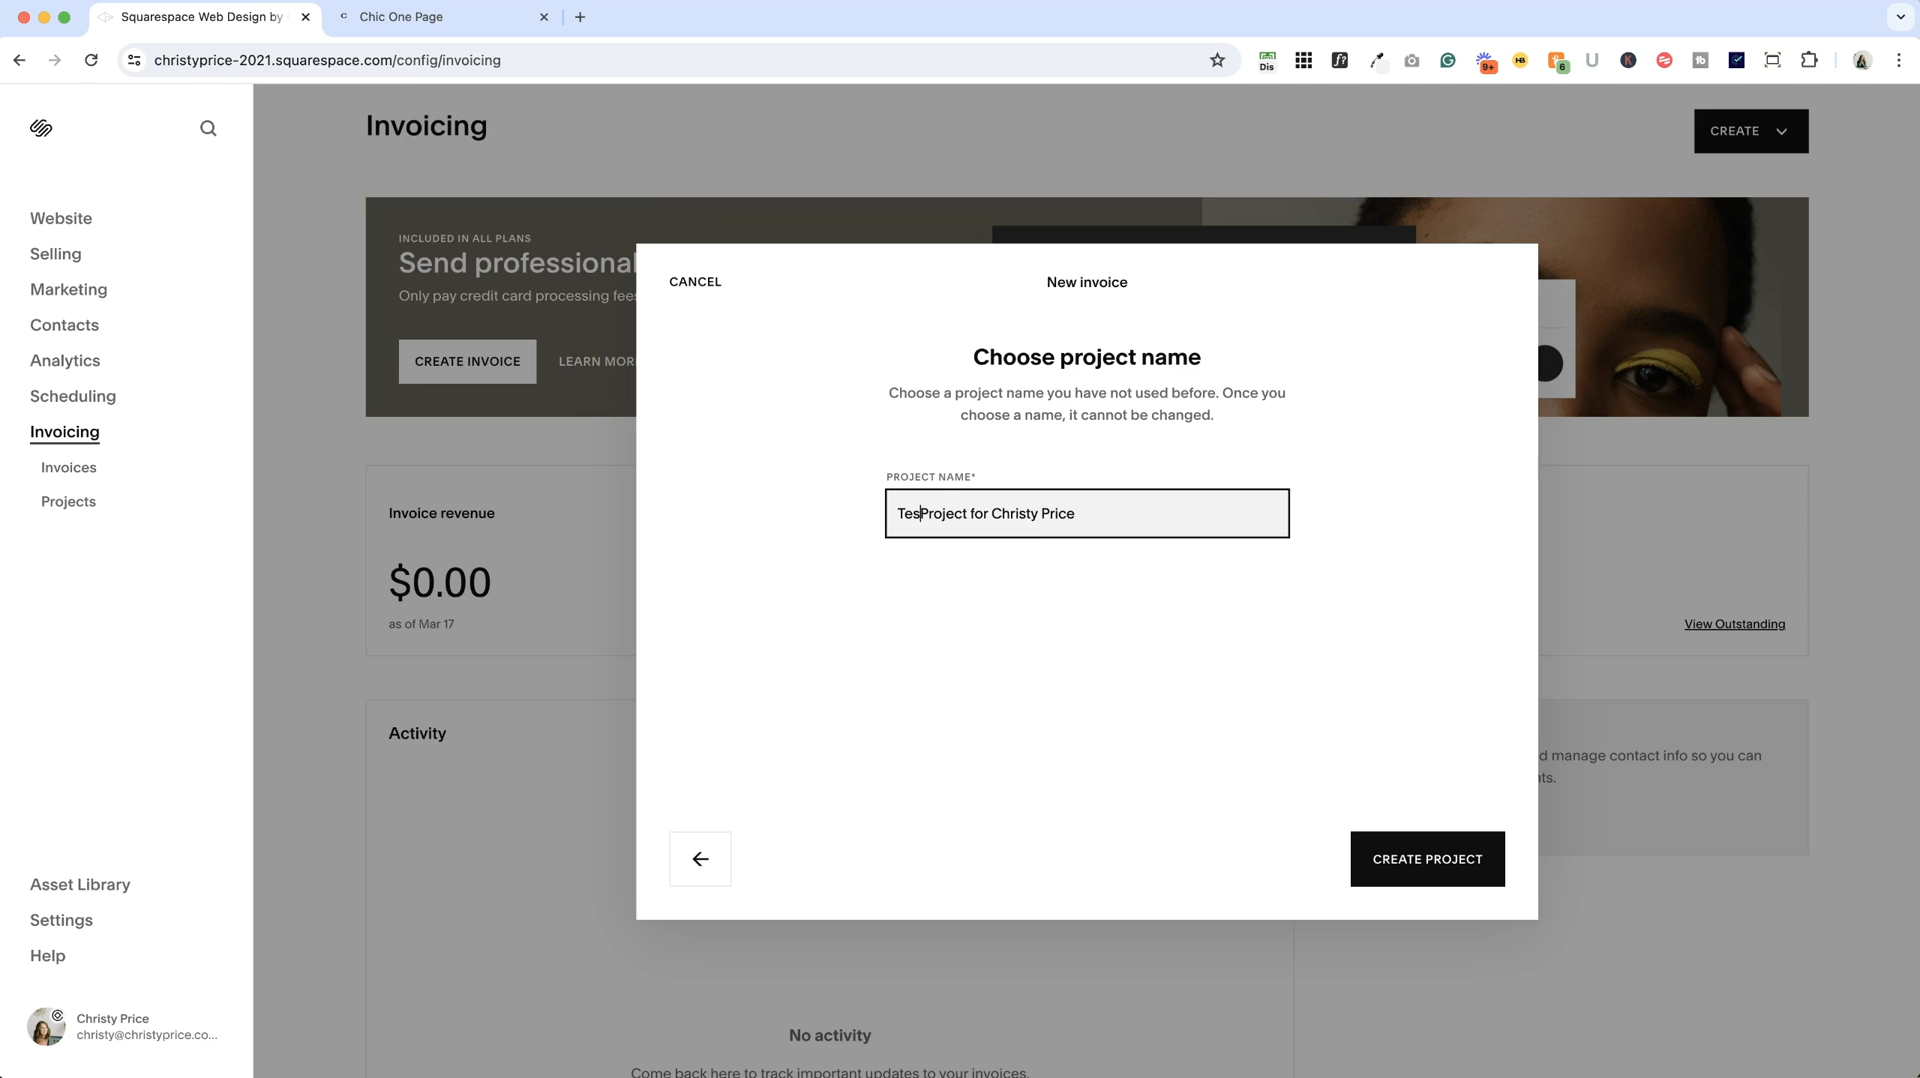 Squarespace Web Design by
Chic One Page
christyprice-2021.squarespace.com/config/invoicing
Dis
9+
HB
6
Invoicing
CREATE
Website
Selling
Marketing
Contacts
Analytics
Scheduling
Invoicing
Invoices
Projects
Asset Library
Settings
Help
Christy Price
christy@christyprice.co...
INCLUDED IN ALL PLANS
Send professional
Only pay credit card processing fees
CREATE INVOICE
LEARN MOR
CANCEL
New invoice
Choose project name
Choose a project name you have not used before. Once you
choose a name, it cannot be changed.
PROJECT NAME*
TesProject for Christy Price
CREATE PROJECT
Invoice revenue
$0.00
as of Mar 17
View Outstanding
Activity
d manage contact info so you can
nts.
No activity
Come back here to track important updates to your invoices.